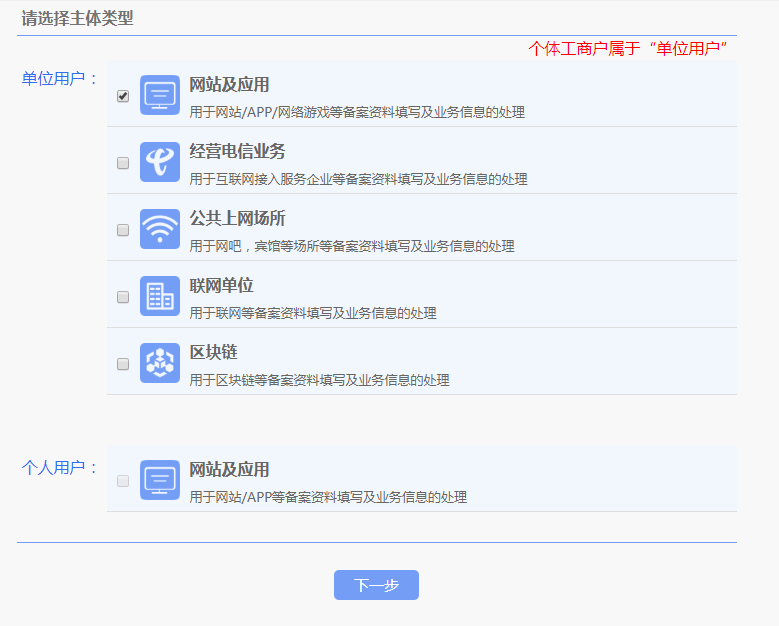 请选择主体类型
个体工商户属于“单位用户”
单位用户：
网站及应用
用于网站/APP/网络游戏等备案资料填写及业务信息的处理
经营电信业务
用于互联网接入服务企业等备案资料填写及业务信息的处理
公共上网场所
用于网吧，宾馆等场所等备案资料填写及业务信息的处理
联网单位
用于联网等备案资料填写及业务信息的处理
区块链
用于区块链等备案资料填写及业务信息的处理
个人用户：
网站及应用
用于网站/APP等备案资料填写及业务信息的处理
下一步